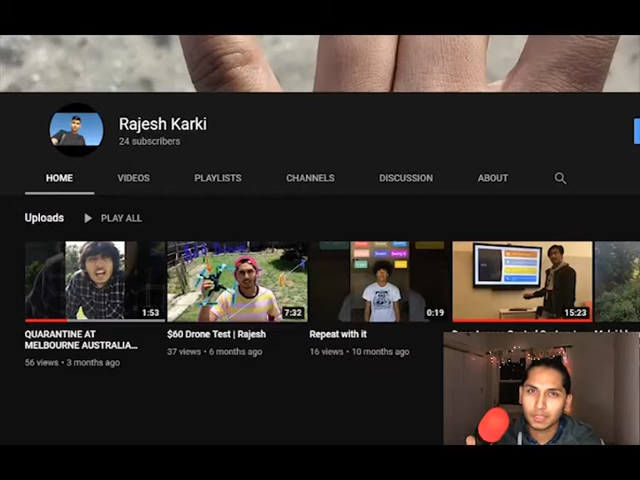 Rajesh Karki
24 subscribers
HOME VIDEOS PLAYLISTS CHANNELS DISCUSSION ABOUT
Uploads PLAY ALL
1:53 7:32 0:19 15:23
QUARANTINE AT
MELBOURNE AUSTRALIA...
56 views • 3 months ago
$60 Drone Test | Rajesh
37 views • 6 months ago
Repeat with it
16 views • 10 months ago